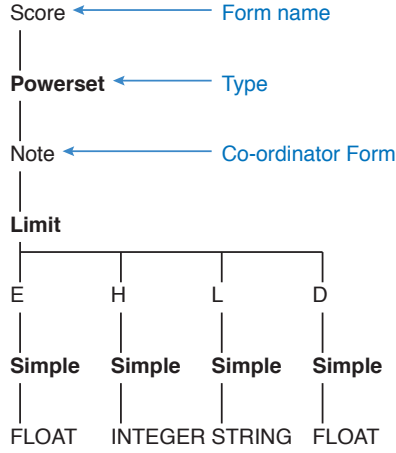 Score Form name
Powerset Type
Note Co-ordinator Form
Limit
E H L D
Simple Simple Simple Simple
FLOAT INTEGER STRING FLOAT